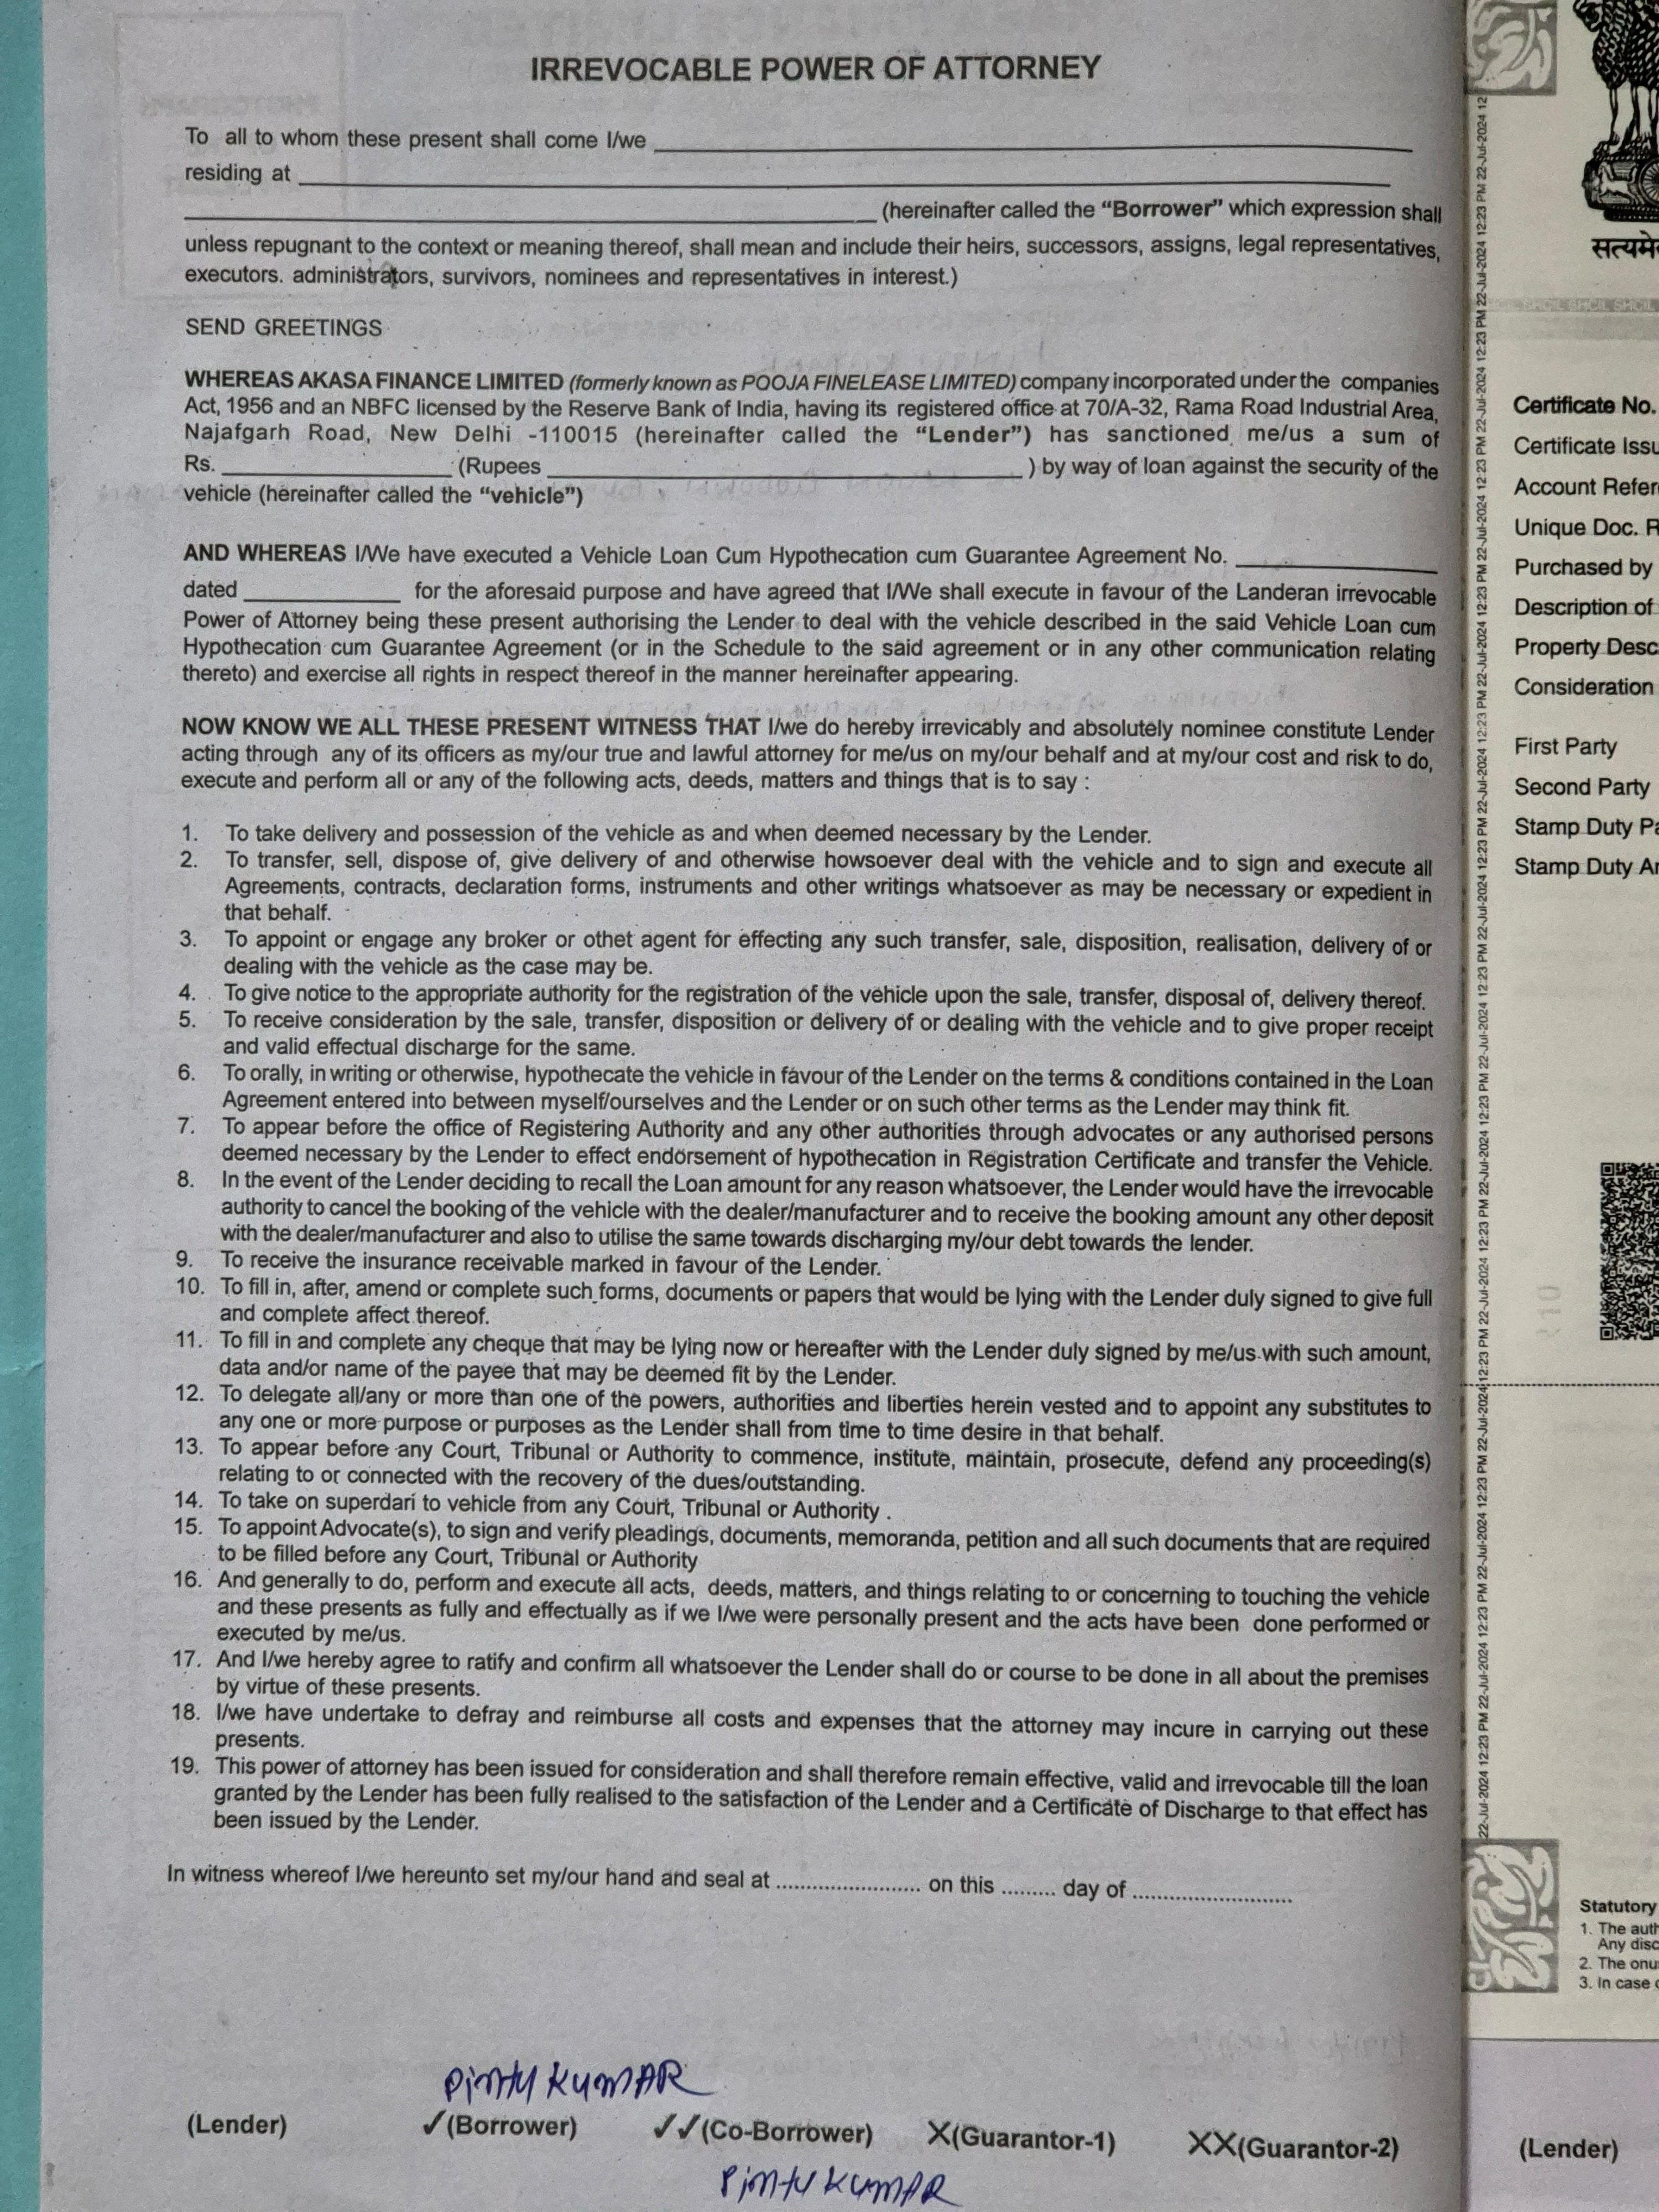 IRREVOCABLE POWER OF ATTORNEY
To all to whom these present shall come I/we
residing at
(hereinafter called the “Borrower” which expression shall
unless repugnant to the context or meaning thereof, shall mean and include their heirs, successors, assigns, legal representatives,
executors. administrators, survivors, nominees and representatives in interest.)
SEND GREETINGS
WHEREAS AKASA FINANCE LIMITED (formerly known as POOJA FINELEASE LIMITED) company incorporated under the companies
Act, 1956 and an NBFC licensed by the Reserve Bank of India, having its registered office at 70/A-32, Rama Road Industrial Area,
Najafgarh Road, New Delhi -110015 (hereinafter called the “Lender”) has sanctioned me/us a sum of
Rs. ____________ (Rupees ____________ ) by way of loan against the security of the
vehicle (hereinafter called the “vehicle”)
AND WHEREAS I/We have executed a Vehicle Loan Cum Hypothecation cum Guarantee Agreement No. ____________
dated ____________ for the aforesaid purpose and have agreed that I/We shall execute in favour of the Landeran irrevocable
Power of Attorney being these present authorising the Lender to deal with the vehicle described in the said Vehicle Loan cum
Hypothecation cum Guarantee Agreement (or in the Schedule to the said agreement or in any other communication relating
thereto) and exercise all rights in respect thereof in the manner hereinafter appearing.
NOW KNOW WE ALL THESE PRESENT WITNESS THAT I/we do hereby irrevicably and absolutely nominee constitute Lender
acting through any of its officers as my/our true and lawful attorney for me/us on my/our behalf and at my/our cost and risk to do,
execute and perform all or any of the following acts, deeds, matters and things that is to say :
1. To take delivery and possession of the vehicle as and when deemed necessary by the Lender.
2. To transfer, sell, dispose of, give delivery of and otherwise howsoever deal with the vehicle and to sign and execute all
Agreements, contracts, declaration forms, instruments and other writings whatsoever as may be necessary or expedient in
that behalf.
3. To appoint or engage any broker or othet agent for effecting any such transfer, sale, disposition, realisation, delivery of or
dealing with the vehicle as the case may be.
4. To give notice to the appropriate authority for the registration of the vehicle upon the sale, transfer, disposal of, delivery thereof.
5. To receive consideration by the sale, transfer, disposition or delivery of or dealing with the vehicle and to give proper receipt
and valid effectual discharge for the same.
6. To orally, in writing or otherwise, hypothecate the vehicle in favour of the Lender on the terms & conditions contained in the Loan
Agreement entered into between myself/ourselves and the Lender or on such other terms as the Lender may think fit.
7. To appear before the office of Registering Authority and any other authorities through advocates or any authorised persons
deemed necessary by the Lender to effect endorsement of hypothecation in Registration Certificate and transfer the Vehicle.
8. In the event of the Lender deciding to recall the Loan amount for any reason whatsoever, the Lender would have the irrevocable
authority to cancel the booking of the vehicle with the dealer/manufacturer and to receive the booking amount any other deposit
with the dealer/manufacturer and also to utilise the same towards discharging my/our debt towards the lender.
9. To receive the insurance receivable marked in favour of the Lender.
10. To fill in, after, amend or complete such forms, documents or papers that would be lying with the Lender duly signed to give full
and complete affect thereof.
11. To fill in and complete any cheque that may be lying now or hereafter with the Lender duly signed by me/us with such amount,
data and/or name of the payee that may be deemed fit by the Lender.
12. To delegate all/any or more than one of the powers, authorities and liberties herein vested and to appoint any substitutes to
any one or more purpose or purposes as the Lender shall from time to time desire in that behalf.
13. To appear before any Court, Tribunal or Authority to commence, institute, maintain, prosecute, defend any proceeding(s)
relating to or connected with the recovery of the dues/outstanding.
14. To take on superdari to vehicle from any Court, Tribunal or Authority .
15. To appoint Advocate(s), to sign and verify pleadings, documents, memoranda, petition and all such documents that are required
to be filled before any Court, Tribunal or Authority
16. And generally to do, perform and execute all acts, deeds, matters, and things relating to or concerning to touching the vehicle
and these presents as fully and effectually as if we I/we were personally present and the acts have been done performed or
executed by me/us.
17. And I/we hereby agree to ratify and confirm all whatsoever the Lender shall do or course to be done in all about the premises
by virtue of these presents.
18. I/we have undertake to defray and reimburse all costs and expenses that the attorney may incure in carrying out these
presents.
19. This power of attorney has been issued for consideration and shall therefore remain effective, valid and irrevocable till the loan
granted by the Lender has been fully realised to the satisfaction of the Lender and a Certificate of Discharge to that effect has
been issued by the Lender.
In witness whereof I/we hereunto set my/our hand and seal at ........................ on this ......... day of ...........................
Pintu KumAR
(Lender) ✓(Borrower) ✓✓(Co-Borrower) X(Guarantor-1) XX(Guarantor-2)
Pintu KumAR
Certificate No.
Certificate
Account
Unique Doc.
Purchased by
Description of
Property
Consideration
First Party
Second Party
Stamp Duty
Stamp Duty
Statutory
1. The
Any
2. The
3. In case
(Lender)
22-Jul-2024 12:23 PM